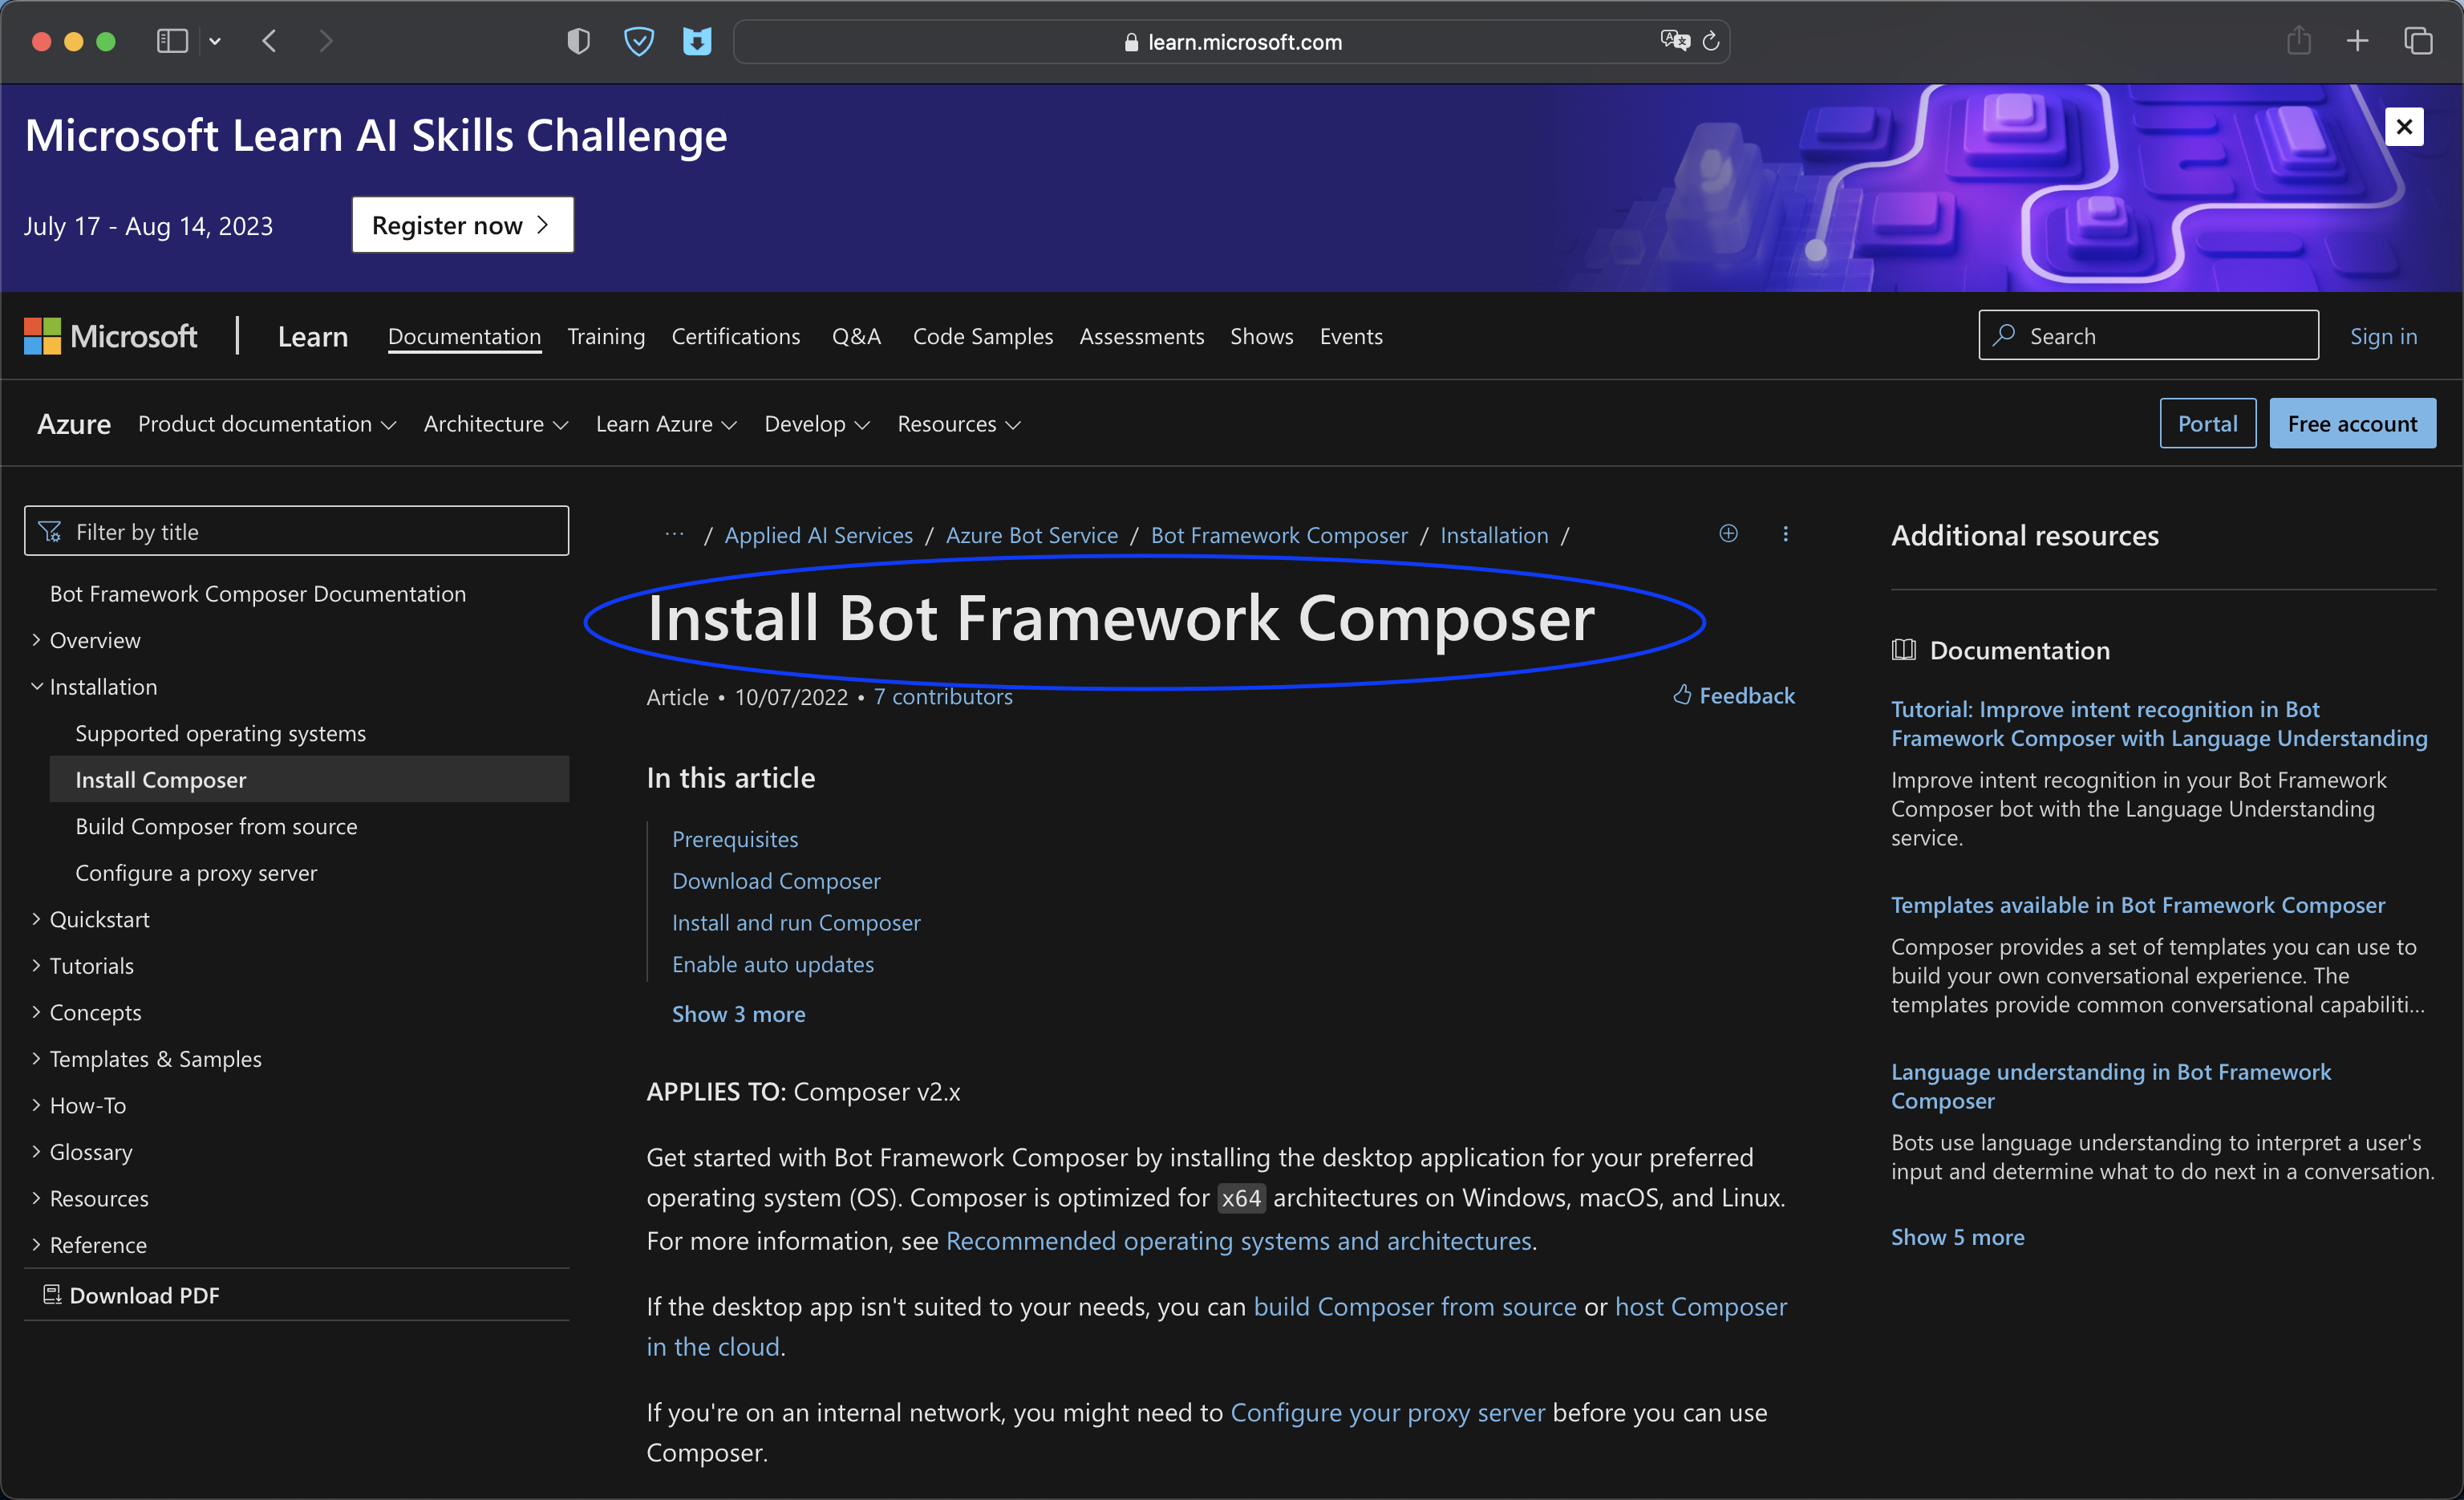 learn.microsoft.com
Microsoft Learn AI Skills Challenge
July 17 - Aug 14, 2023
Register now
Microsoft
Learn
Documentation
Training
Certifications
Q&A
Code Samples
Assessments
Shows
Events
Search
Sign in
Azure
Product documentation
Architecture
Learn Azure
Develop
Resources
Portal
Free account
Filter by title
Bot Framework Composer Documentation
Overview
Installation
Supported operating systems
Install Composer
Build Composer from source
Configure a proxy server
Quickstart
Tutorials
Concepts
Templates & Samples
How-To
Glossary
Resources
Reference
Download PDF
... / Applied AI Services / Azure Bot Service / Bot Framework Composer / Installation /
Install Bot Framework Composer
Article • 10/07/2022 • 7 contributors
Feedback
In this article
Prerequisites
Download Composer
Install and run Composer
Enable auto updates
Show 3 more
APPLIES TO: Composer v2.x
Get started with Bot Framework Composer by installing the desktop application for your preferred
operating system (OS). Composer is optimized for x64 architectures on Windows, macOS, and Linux.
For more information, see Recommended operating systems and architectures.
If the desktop app isn't suited to your needs, you can build Composer from source or host Composer
in the cloud.
If you're on an internal network, you might need to Configure your proxy server before you can use
Composer.
Additional resources
Documentation
Tutorial: Improve intent recognition in Bot
Framework Composer with Language Understanding
Improve intent recognition in your Bot Framework
Composer bot with the Language Understanding
service.
Templates available in Bot Framework Composer
Composer provides a set of templates you can use to
build your own conversational experience. The
templates provide common conversational capabiliti...
Language understanding in Bot Framework
Composer
Bots use language understanding to interpret a user's
input and determine what to do next in a conversation.
Show 5 more